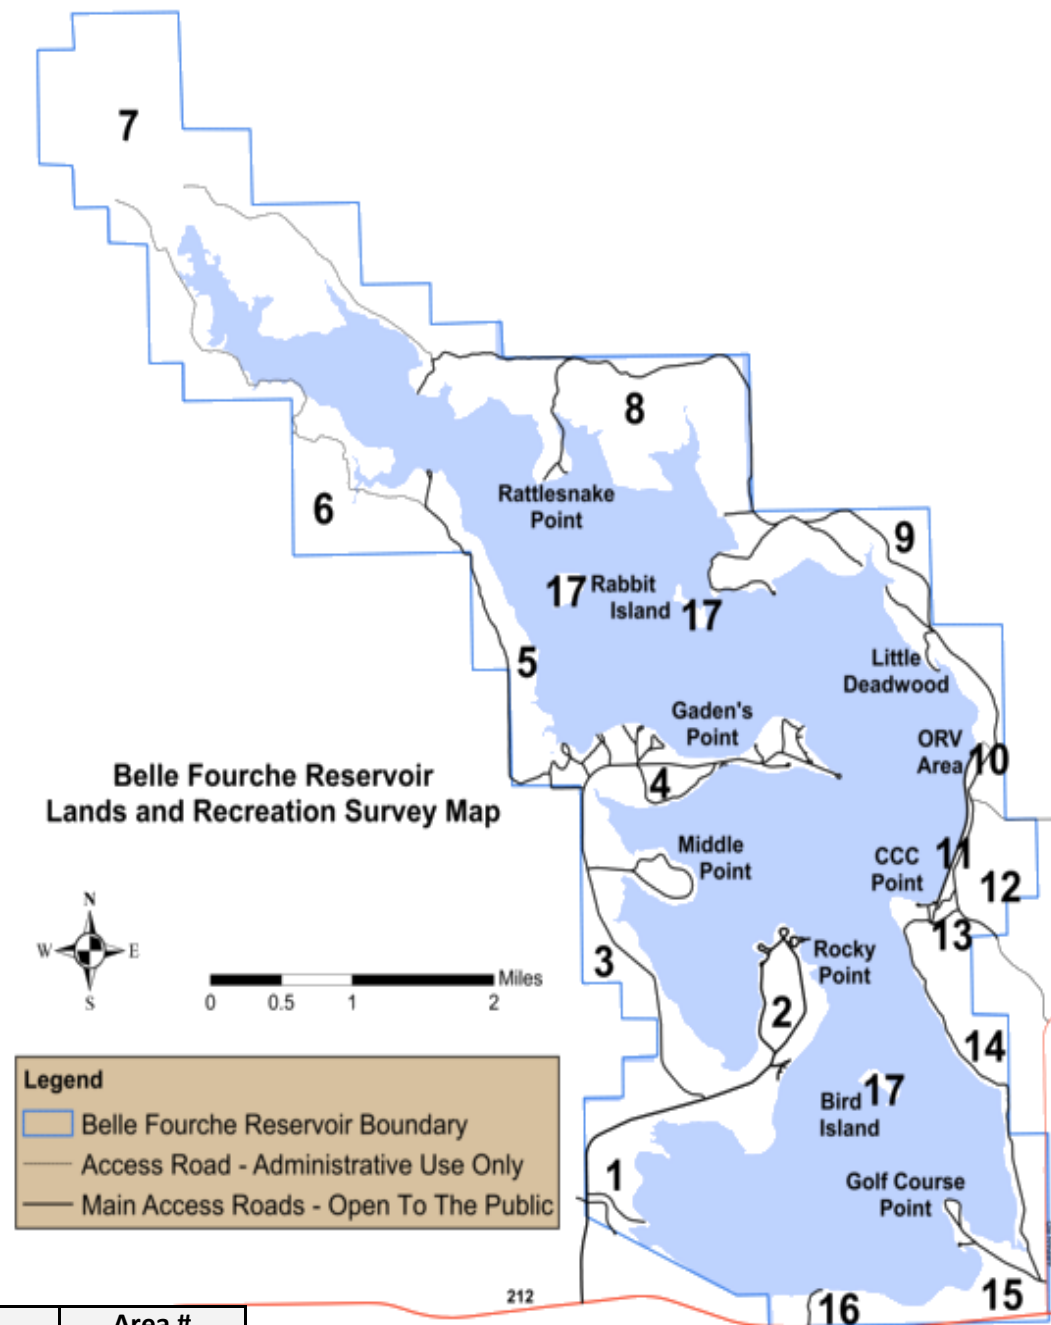 7
8
Rattlesnake
Point
6
9
17 Rabbit
Island 17
5
Little
Deadwood
Gaden's
Point
ORV
Area
10
4
Belle Fourche Reservoir
Lands and Recreation Survey Map
Middle
Point
11
CCC
Point
12
N
W E
S
13
3
Rocky
Point
Miles
0 0.5 1 2
2
14
Legend
Belle Fourche Reservoir Boundary
Access Road - Administrative Use Only
Main Access Roads - Open To The Public
Bird
Island
17
1
Golf Course
Point
212
15
16
Area #